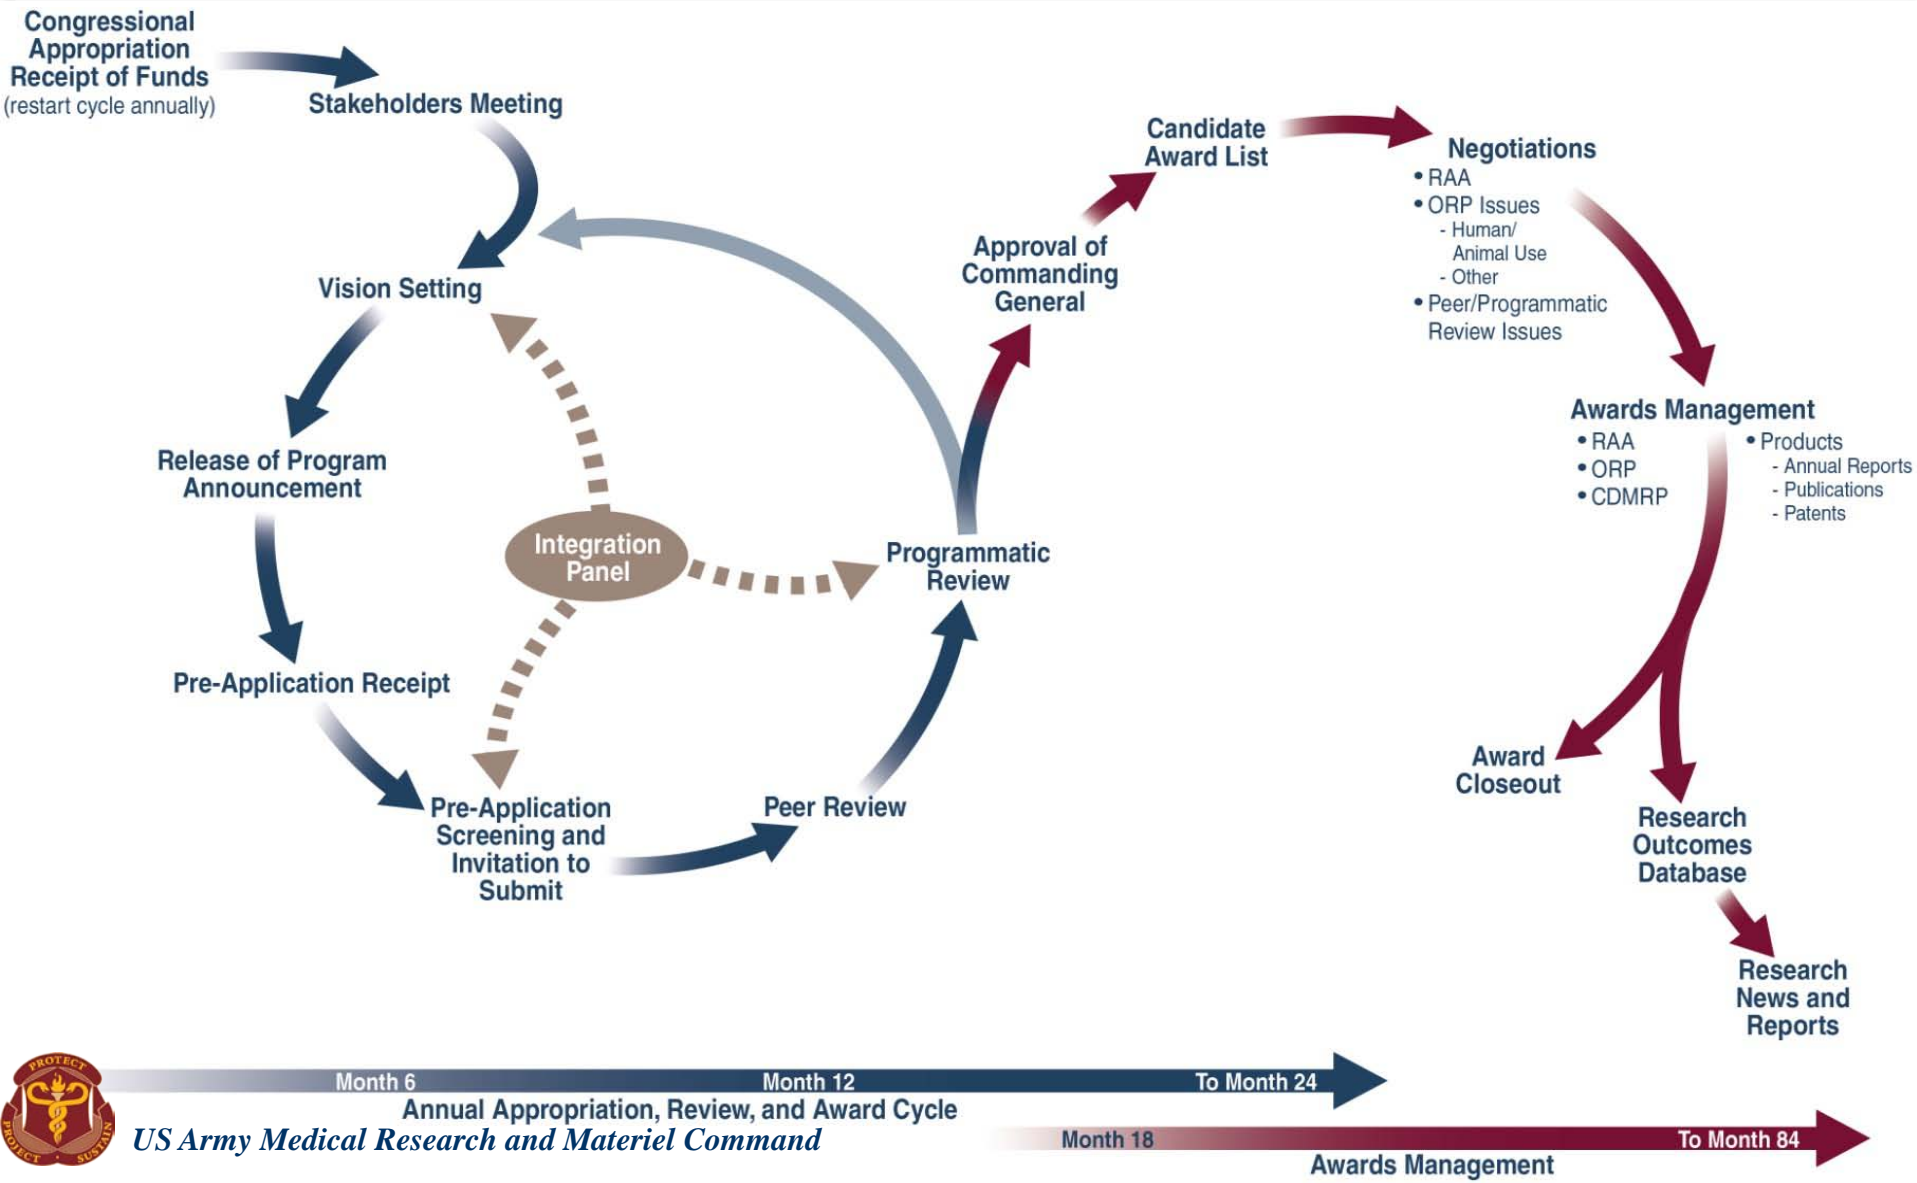 Congressional
Appropriation
Receipt of Funds
(restart cycle annually)
Stakeholders Meeting
Vision Setting
Release of Program
Announcement
Pre-Application Receipt
Pre-Application
Screening and
Invitation to
Submit
Peer Review
Programmatic
Review
Integration
Panel
Approval of
Commanding
General
Candidate
Award List
Negotiations
• RAA
• ORP Issues
- Human/
Animal Use
- Other
• Peer/Programmatic
Review Issues
Awards Management
• RAA
• ORP
• CDMRP
• Products
- Annual Reports
- Publications
- Patents
Award
Closeout
Research
Outcomes
Database
Research
News and
Reports
Month 6
Month 12
To Month 24
Annual Appropriation, Review, and Award Cycle
Month 18
To Month 84
Awards Management
PROTECT
PROJECT
SUSTAIN
US Army Medical Research and Materiel Command